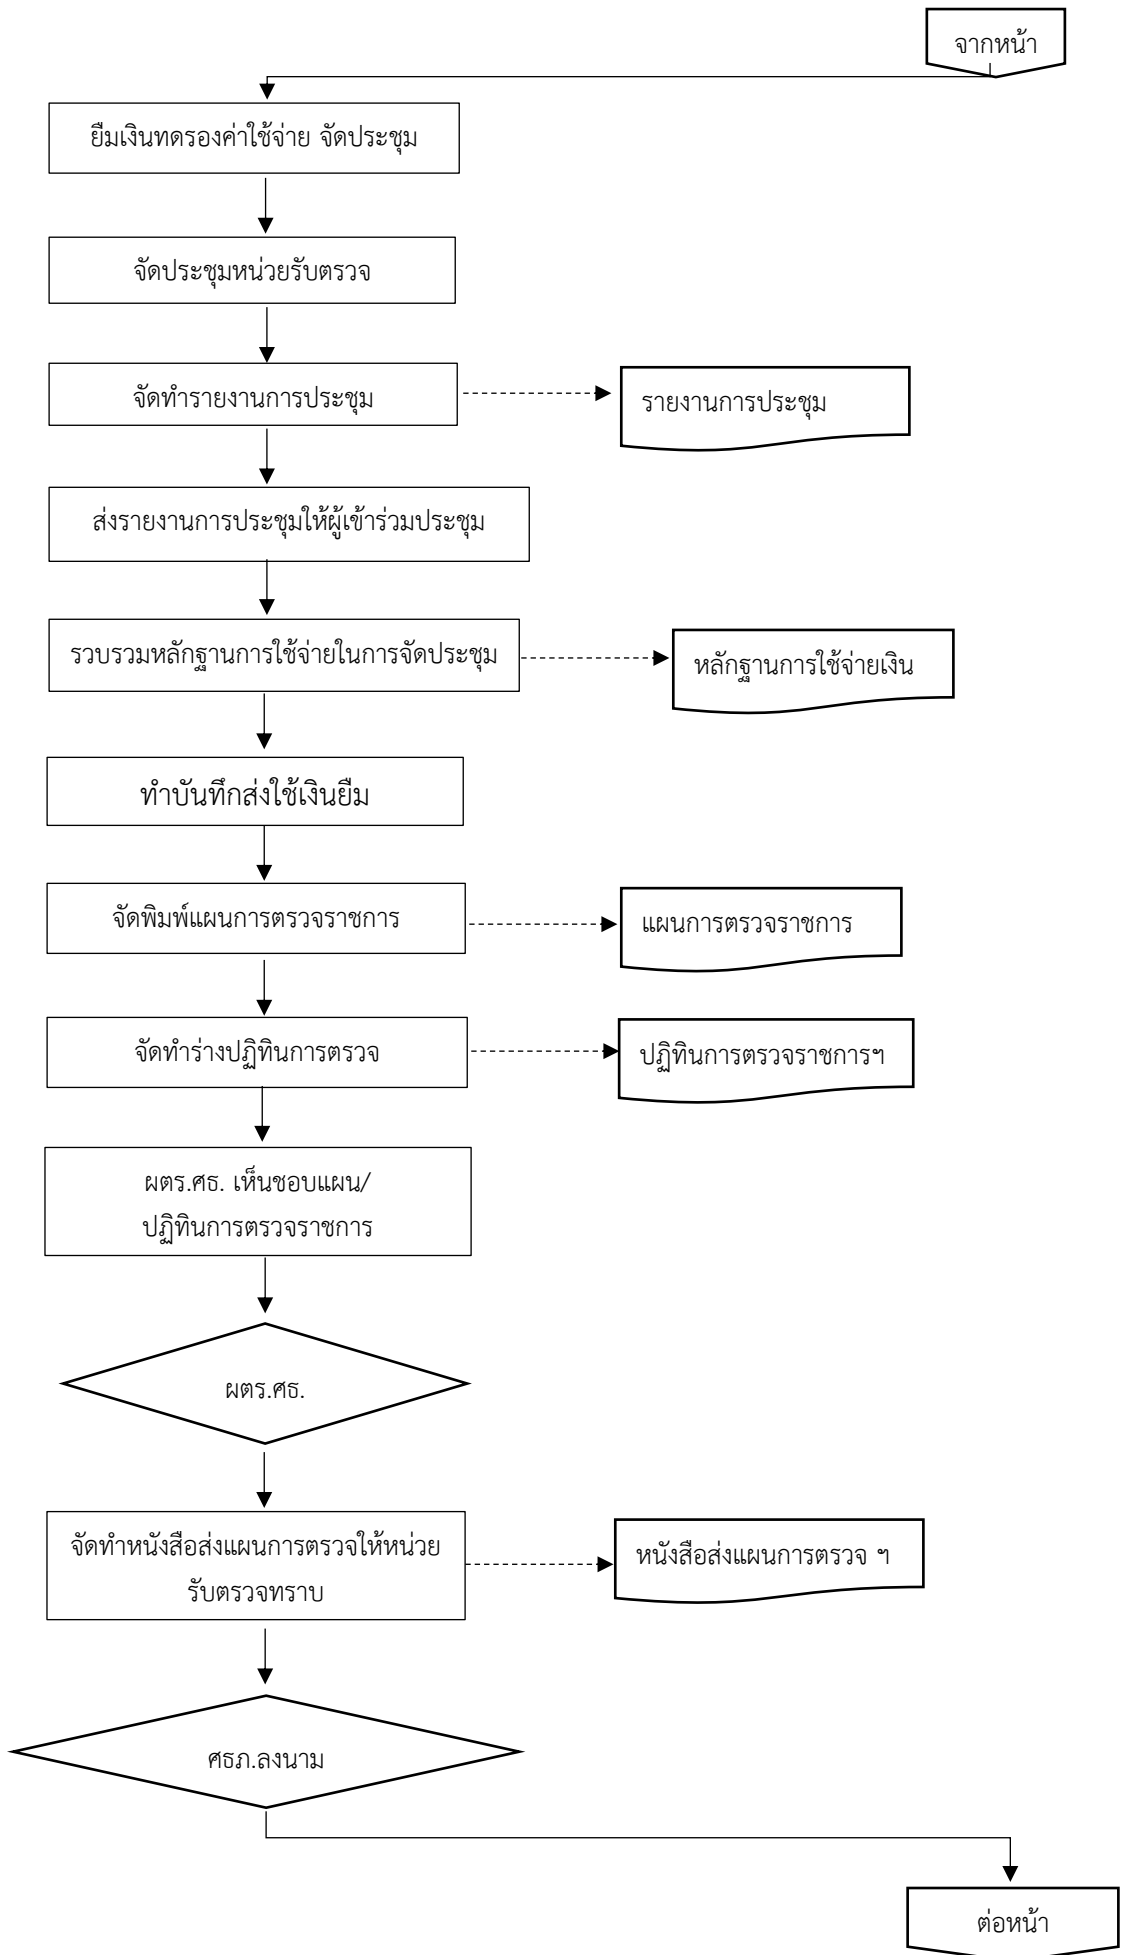 จากหน้า
ยืมเงินทดรองค่าใช้จ่าย จัดประชุม
จัดประชุมหน่วยรับตรวจ
จัดทำรายงานการประชุม
รายงานการประชุม
ส่งรายงานการประชุมให้ผู้เข้าร่วมประชุม
รวบรวมหลักฐานการใช้จ่ายในการจัดประชุม
หลักฐานการใช้จ่ายเงิน
ทำบันทึกส่งใช้เงินยืม
จัดพิมพ์แผนการตรวจราชการ
แผนการตรวจราชการ
จัดทำร่างปฏิทินการตรวจ
ปฏิทินการตรวจราชการฯ
ผตร.ศธ. เห็นชอบแผน/
ปฏิทินการตรวจราชการ
ผตร.ศธ.
จัดทำหนังสือส่งแผนการตรวจให้หน่วย
รับตรวจทราบ
หนังสือส่งแผนการตรวจ ฯ
ศธภ.ลงนาม
ต่อหน้า